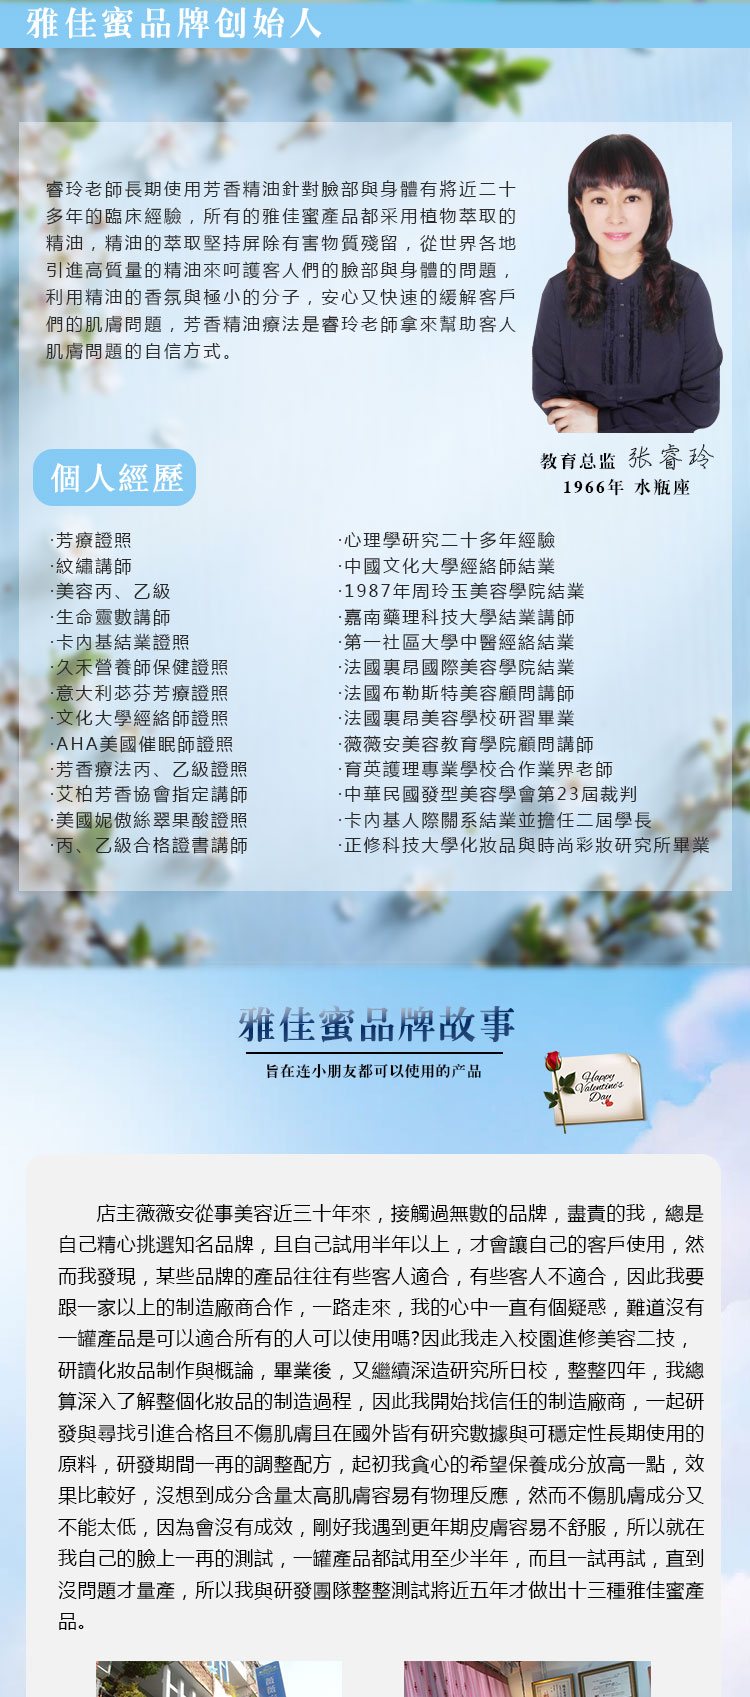 雅佳蜜品牌创始人
睿玲老師長期使用芳香精油針對臉部與身體有將近二十
多年的臨床經驗，所有的雅佳蜜產品都采用植物萃取的
精油，精油的萃取堅持屏除有害物質殘留，從世界各地
引進高質量的精油來呵護客人們的臉部與身體的問題，
利用精油的香氛與極小的分子，安心又快速的緩解客戶
們的肌膚問題，芳香精油療法是睿玲老師拿來幫助客人
肌膚問題的自信方式。
教育总监 张睿玲
1966年 水瓶座
個人經歷
·芳療證照
·紋繡講師
·美容丙、乙級
·生命靈數講師
·卡内基結業證照
·久禾營養師保健證照
·意大利苾芬芳療證照
·文化大學經絡師證照
·AHA美國催眠師證照
·芳香療法丙、乙級證照
·艾柏芳香協會指定講師
·美國妮傲絲翠果酸證照
·丙、乙級合格證書講師
·心理學研究二十多年經驗
·中國文化大學經絡師結業
·1987年周玲玉美容學院結業
·嘉南藥理科技大學結業講師
·第一社區大學中醫經絡結業
·法國裏昂國際美容學院結業
·法國布勒斯特美容顧問講師
·法國裏昂美容學校研習畢業
·薇薇安美容教育學院顧問講師
·育英護理專業學校合作業界老師
·中華民國發型美容學會第23屆裁判
·卡内基人際關系結業並擔任二屆學長
·正修科技大學化妝品與時尚彩妝研究所畢業
雅佳蜜品牌故事
旨在连小朋友都可以使用的产品
Happy
Valentine's
Day
店主薇薇安從事美容近三十年來，接觸過無數的品牌，盡責的我，總是
自己精心挑選知名品牌，且自己試用半年以上，才會讓自己的客戶使用，然
而我發現，某些品牌的產品往往有些客人適合，有些客人不適合，因此我要
跟一家以上的制造廠商合作，一路走來，我的心中一直有個疑惑，難道沒有
一罐產品是可以適合所有的人可以使用嗎?因此我走入校園進修美容二技，
研讀化妝品制作與概論，畢業後，又繼續深造研究所日校，整整四年，我總
算深入了解整個化妝品的制造過程，因此我開始找信任的制造廠商，一起研
發與尋找引進合格且不傷肌膚且在國外皆有研究數據與可穩定性長期使用的
原料，研發期間一再的調整配方，起初我貪心的希望保養成分放高一點，效
果比較好，沒想到成分含量太高肌膚容易有物理反應，然而不傷肌膚成分又
不能太低，因為會沒有成效，剛好我遇到更年期皮膚容易不舒服，所以就在
我自己的臉上一再的測試，一罐產品都試用至少半年，而且一試再試，直到
沒問題才量產，所以我與研發團隊整整測試將近五年才做出十三種雅佳蜜產
品。